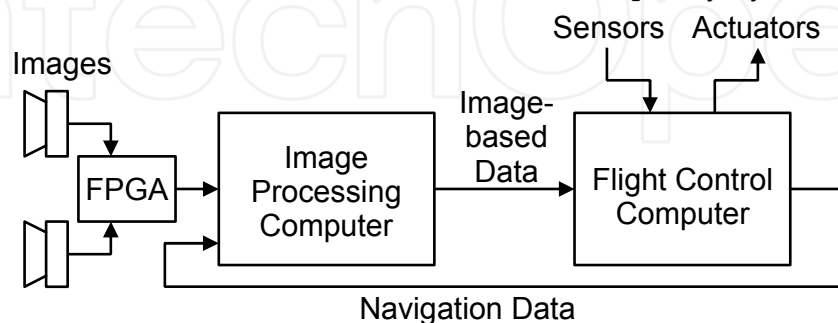 Sensors Actuators
Images
Image-
based
Data
FPGA
Image
Processing
Computer
Flight Control
Computer
Navigation Data